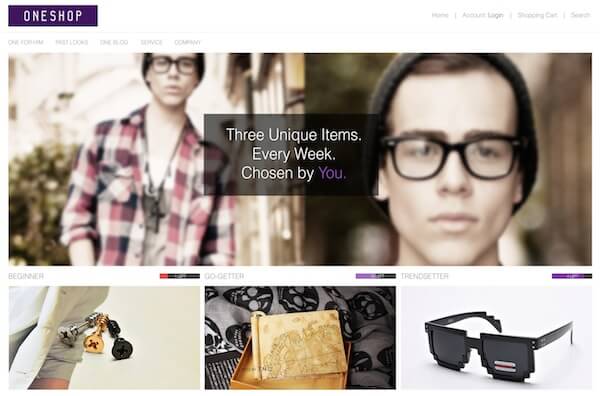 ONESHOP
Home | Account Login | Shopping Cart | Search
ONE FOR HIM PAST LOOKS ONE BLOG SERVICE COMPANY
Three Unique Items.
Every Week.
Chosen by You.
BEGINNER
GO-GETTER
TRENDSETTER